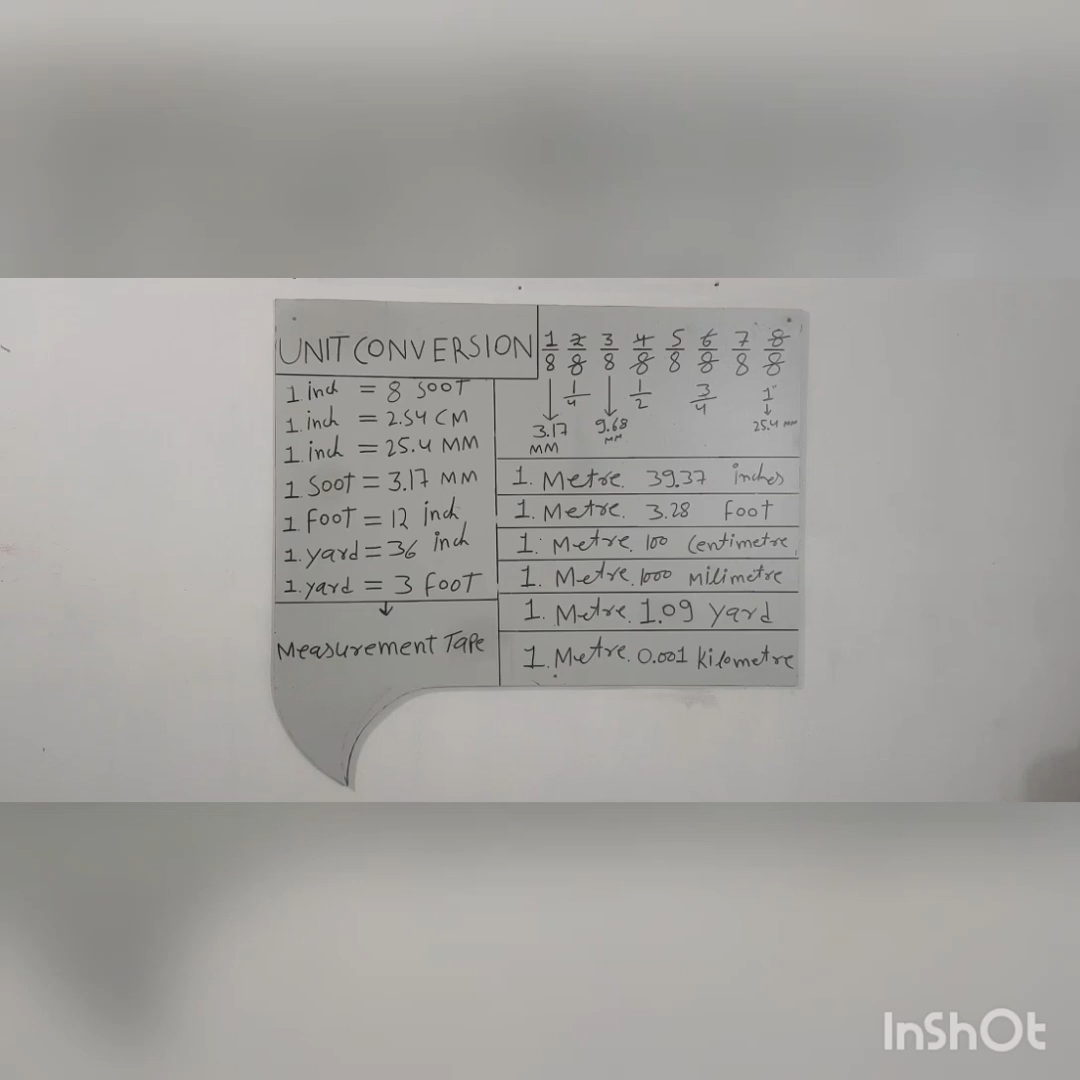 UNIT CONVERSION
1 inch = 8 SOOT
1. inch = 2.54 CM
1. inch = 25.4 MM
1 SOOT = 3.17 MM
1 FOOT = 12 inch
1. yard = 36 inch
1. yard = 3 FOOT
Measurement Tape
1/8 2/8 3/8 4/8 5/8 6/8 7/8 8/8
1/4 1/2 3/4 1"
3.17 MM 9.68 MM 25.4 MM
1. Metre. 39.37 inches
1. Metre. 3.28 foot
1. Metre. 100 Centimetre
1. Metre. 1000 milimetre
1. Metre. 1.09 yard
1. Metre. 0.001 kilometre
InShOt